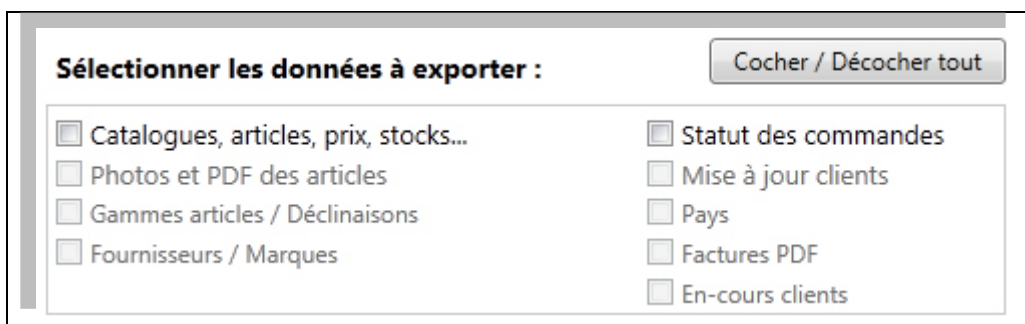 Sélectionner les données à exporter :
Cocher / Décocher tout
Catalogues, articles, prix, stocks...
Photos et PDF des articles
Gammes articles / Déclinaisons
Fournisseurs / Marques
Statut des commandes
Mise à jour clients
Pays
Factures PDF
En-cours clients